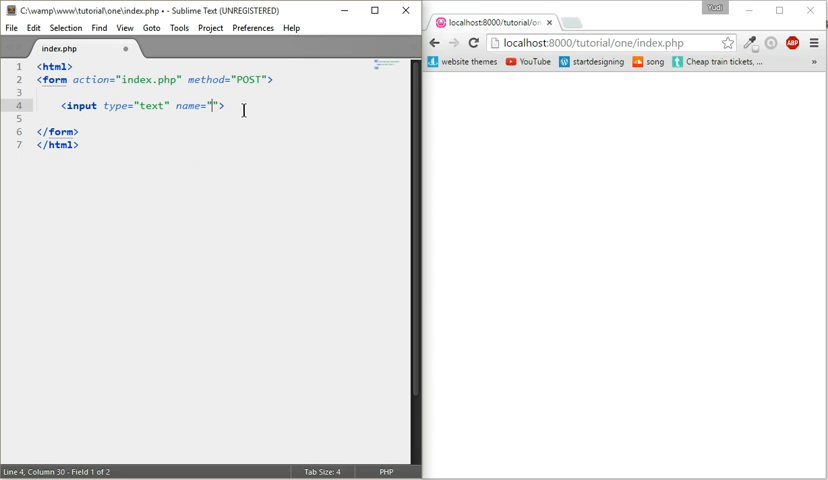 C:\wamp\www\tutorial\one\index.php • - Sublime Text (UNREGISTERED)
File Edit Selection Find View Goto Tools Project Preferences Help
index.php
1 <html>
2 <form action="index.php" method="POST">
3
4 <input type="text" name="">
5
6 </form>
7 </html>
Line 4, Column 30 - Field 1 of 2 Tab Size: 4 PHP
Yudi
localhost:8000/tutorial/on
localhost:8000/tutorial/one/index.php
ABP
website themes YouTube startdesigning song Cheap train tickets, ...